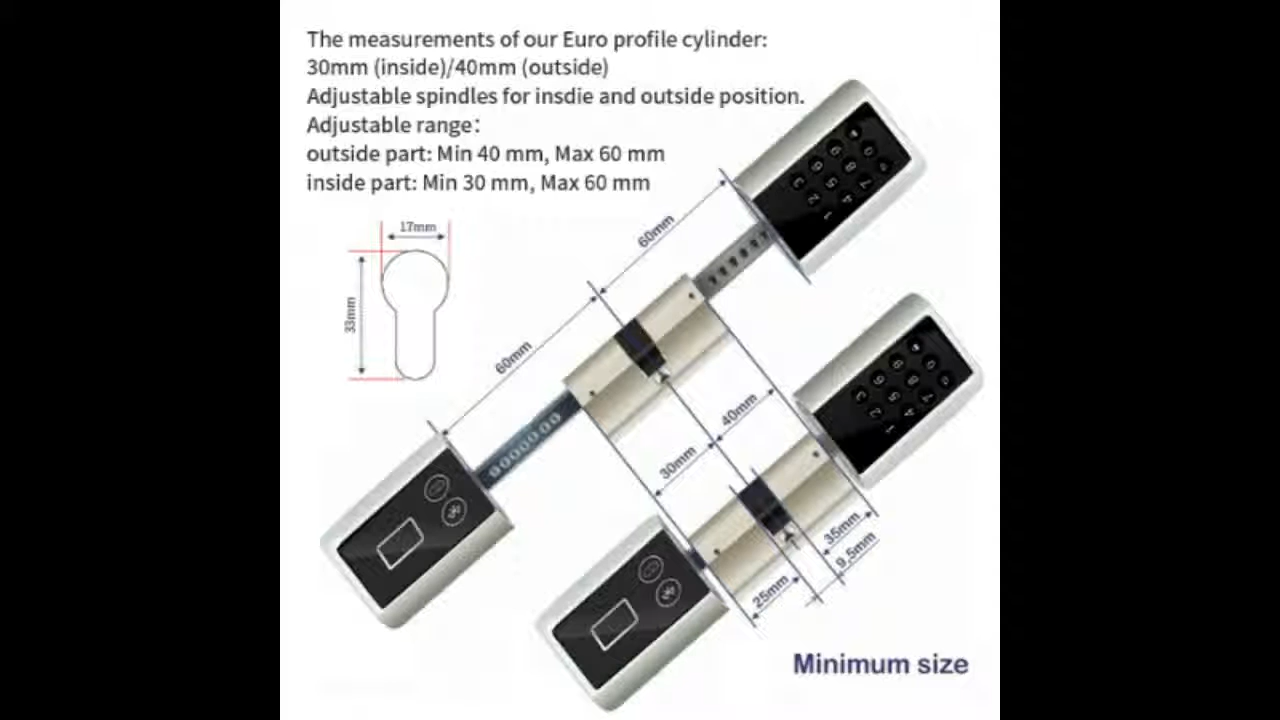 The measurements of our Euro profile cylinder:
30mm (inside)/40mm (outside)
Adjustable spindles for insdie and outside position.
Adjustable range:
outside part: Min 40 mm, Max 60 mm
inside part: Min 30 mm, Max 60 mm
17mm
33mm
60mm
60mm
40mm
30mm
35mm
9.5mm
25mm
Minimum size